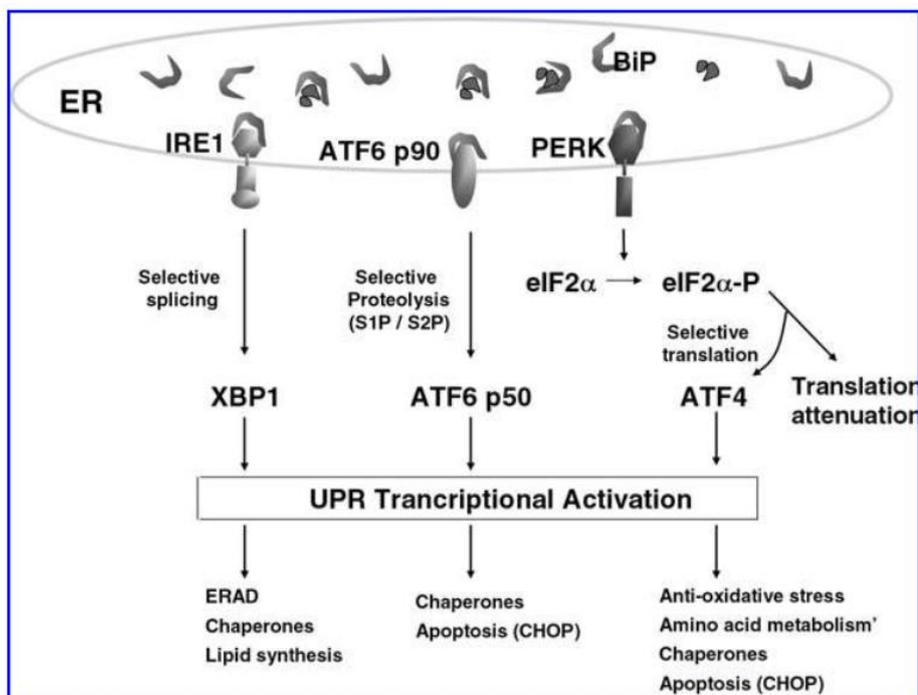 BiP
ER
IRE1
ATF6 p90
PERK
Selective
splicing
Selective
Proteolysis
(S1P / S2P)
eIF2α
eIF2α-P
Selective
translation
XBP1
ATF6 p50
ATF4
Translation
attenuation
UPR Trancriptional Activation
ERAD
Chaperones
Lipid synthesis
Chaperones
Apoptosis (CHOP)
Anti-oxidative stress
Amino acid metabolism'
Chaperones
Apoptosis (CHOP)